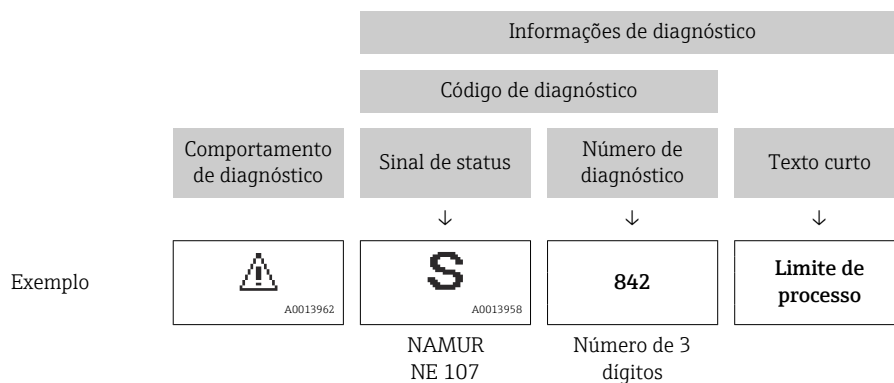 Informações de diagnóstico
Código de diagnóstico
Comportamento
de diagnóstico
Sinal de status
Número de
diagnóstico
Texto curto
↓
↓
↓
Exemplo
A0013962
S
A0013958
842
Limite de
processo
NAMUR
NE 107
Número de 3
dígitos